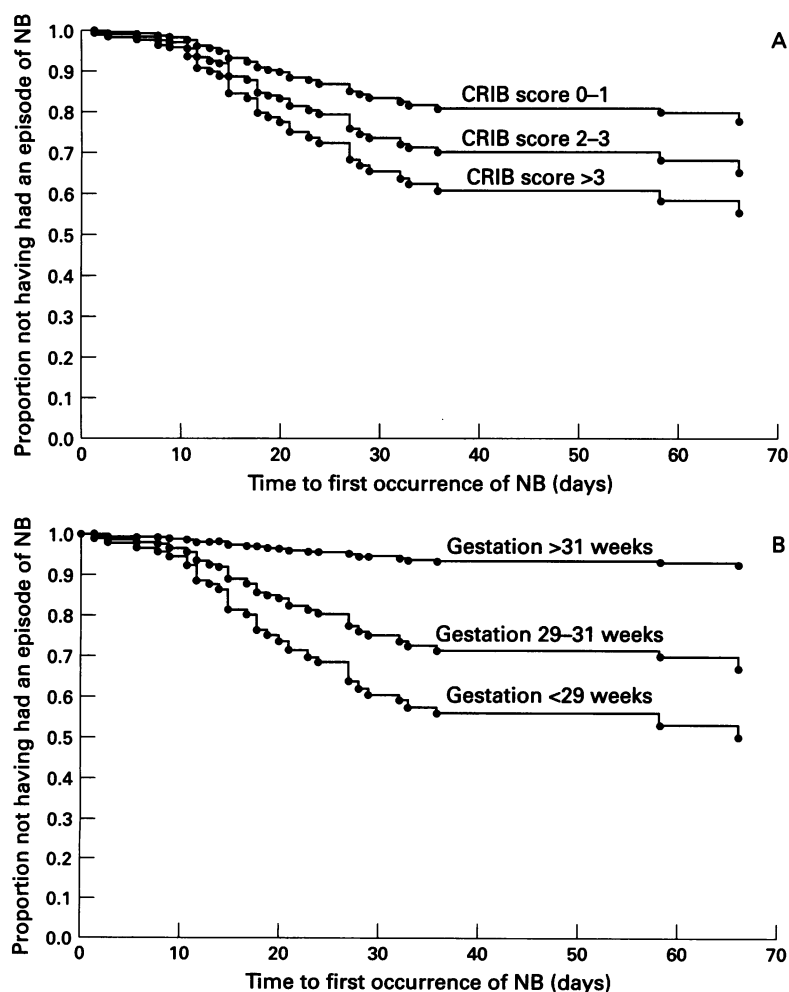 A
Proportion not having had an episode of NB
1.0
0.9
0.8
0.7
0.6
0.5
0.4
0.3
0.2
0.1
0.0
CRIB score 0–1
CRIB score 2–3
CRIB score >3
0 10 20 30 40 50 60 70
Time to first occurrence of NB (days)
B
Proportion not having had an episode of NB
1.0
0.9
0.8
0.7
0.6
0.5
0.4
0.3
0.2
0.1
0.0
Gestation >31 weeks
Gestation 29–31 weeks
Gestation <29 weeks
0 10 20 30 40 50 60 70
Time to first occurrence of NB (days)